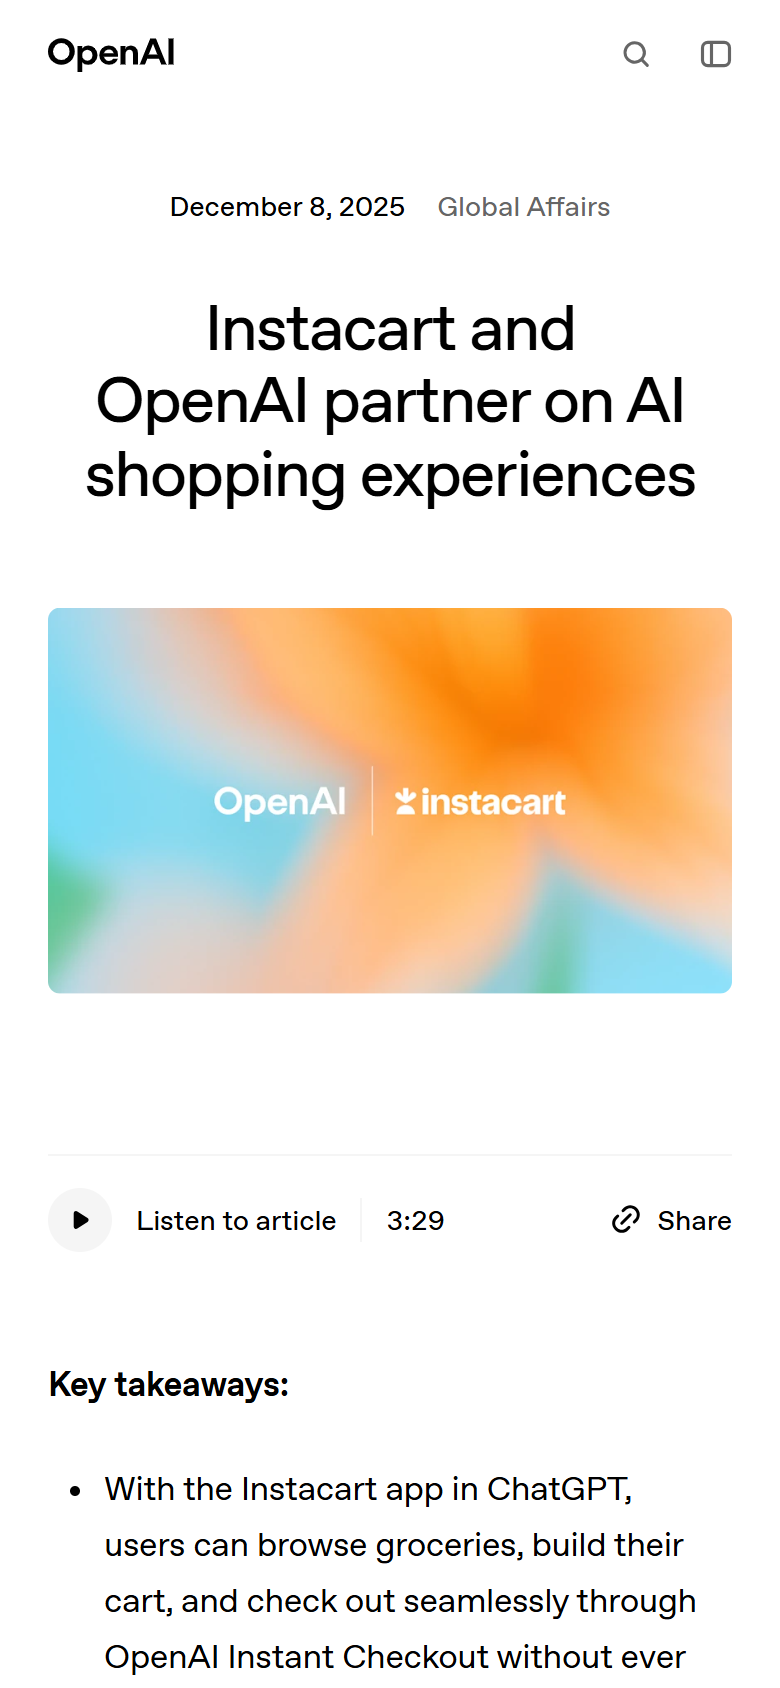 OpenAI
December 8, 2025 Global Affairs
Instacart and
OpenAI partner on AI
shopping experiences
OpenAI instacart
Listen to article 3:29 Share
Key takeaways:
• With the Instacart app in ChatGPT,
users can browse groceries, build their
cart, and check out seamlessly through
OpenAI Instant Checkout without ever